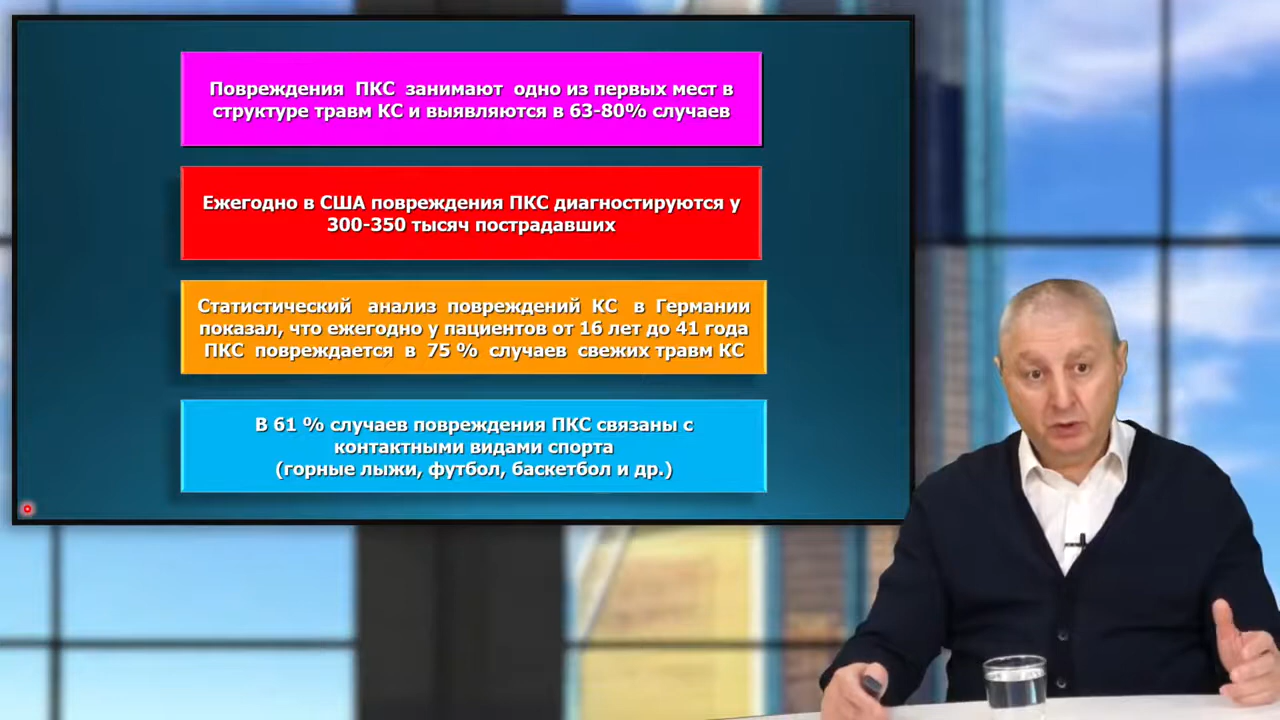 Повреждения ПКС занимают одно из первых мест в
структуре травм КС и выявляются в 63-80% случаев
Ежегодно в США повреждения ПКС диагностируются у
300-350 тысяч пострадавших
Статистический анализ повреждений КС в Германии
показал, что ежегодно у пациентов от 16 лет до 41 года
ПКС повреждается в 75 % случаев свежих травм КС
В 61 % случаев повреждения ПКС связаны с
контактными видами спорта
(горные лыжи, футбол, баскетбол и др.)